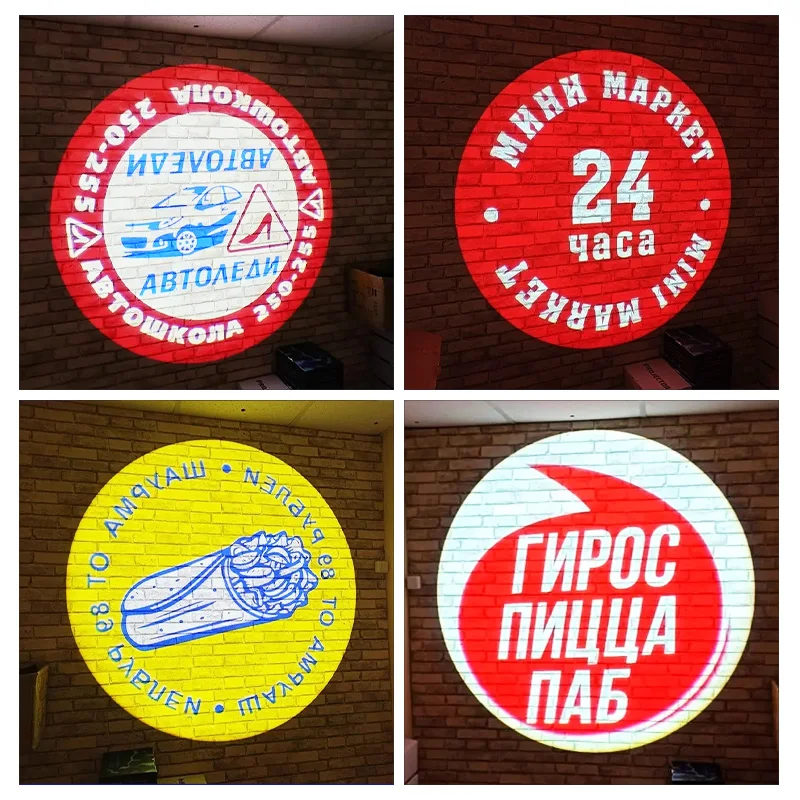 АВТОШКОЛА 250-255
АВТОШКОЛА 250-255
АВТОЛЕДИ
АВТОЛЕДИ
МИНИ МАРКЕТ
24
часа
MINI MARKET
ШАУРМА ОТ 89 РУБЛЕЙ
ШАУРМА ОТ 89 РУБЛЕЙ
ГИРОС
ПИЦЦА
ПАБ